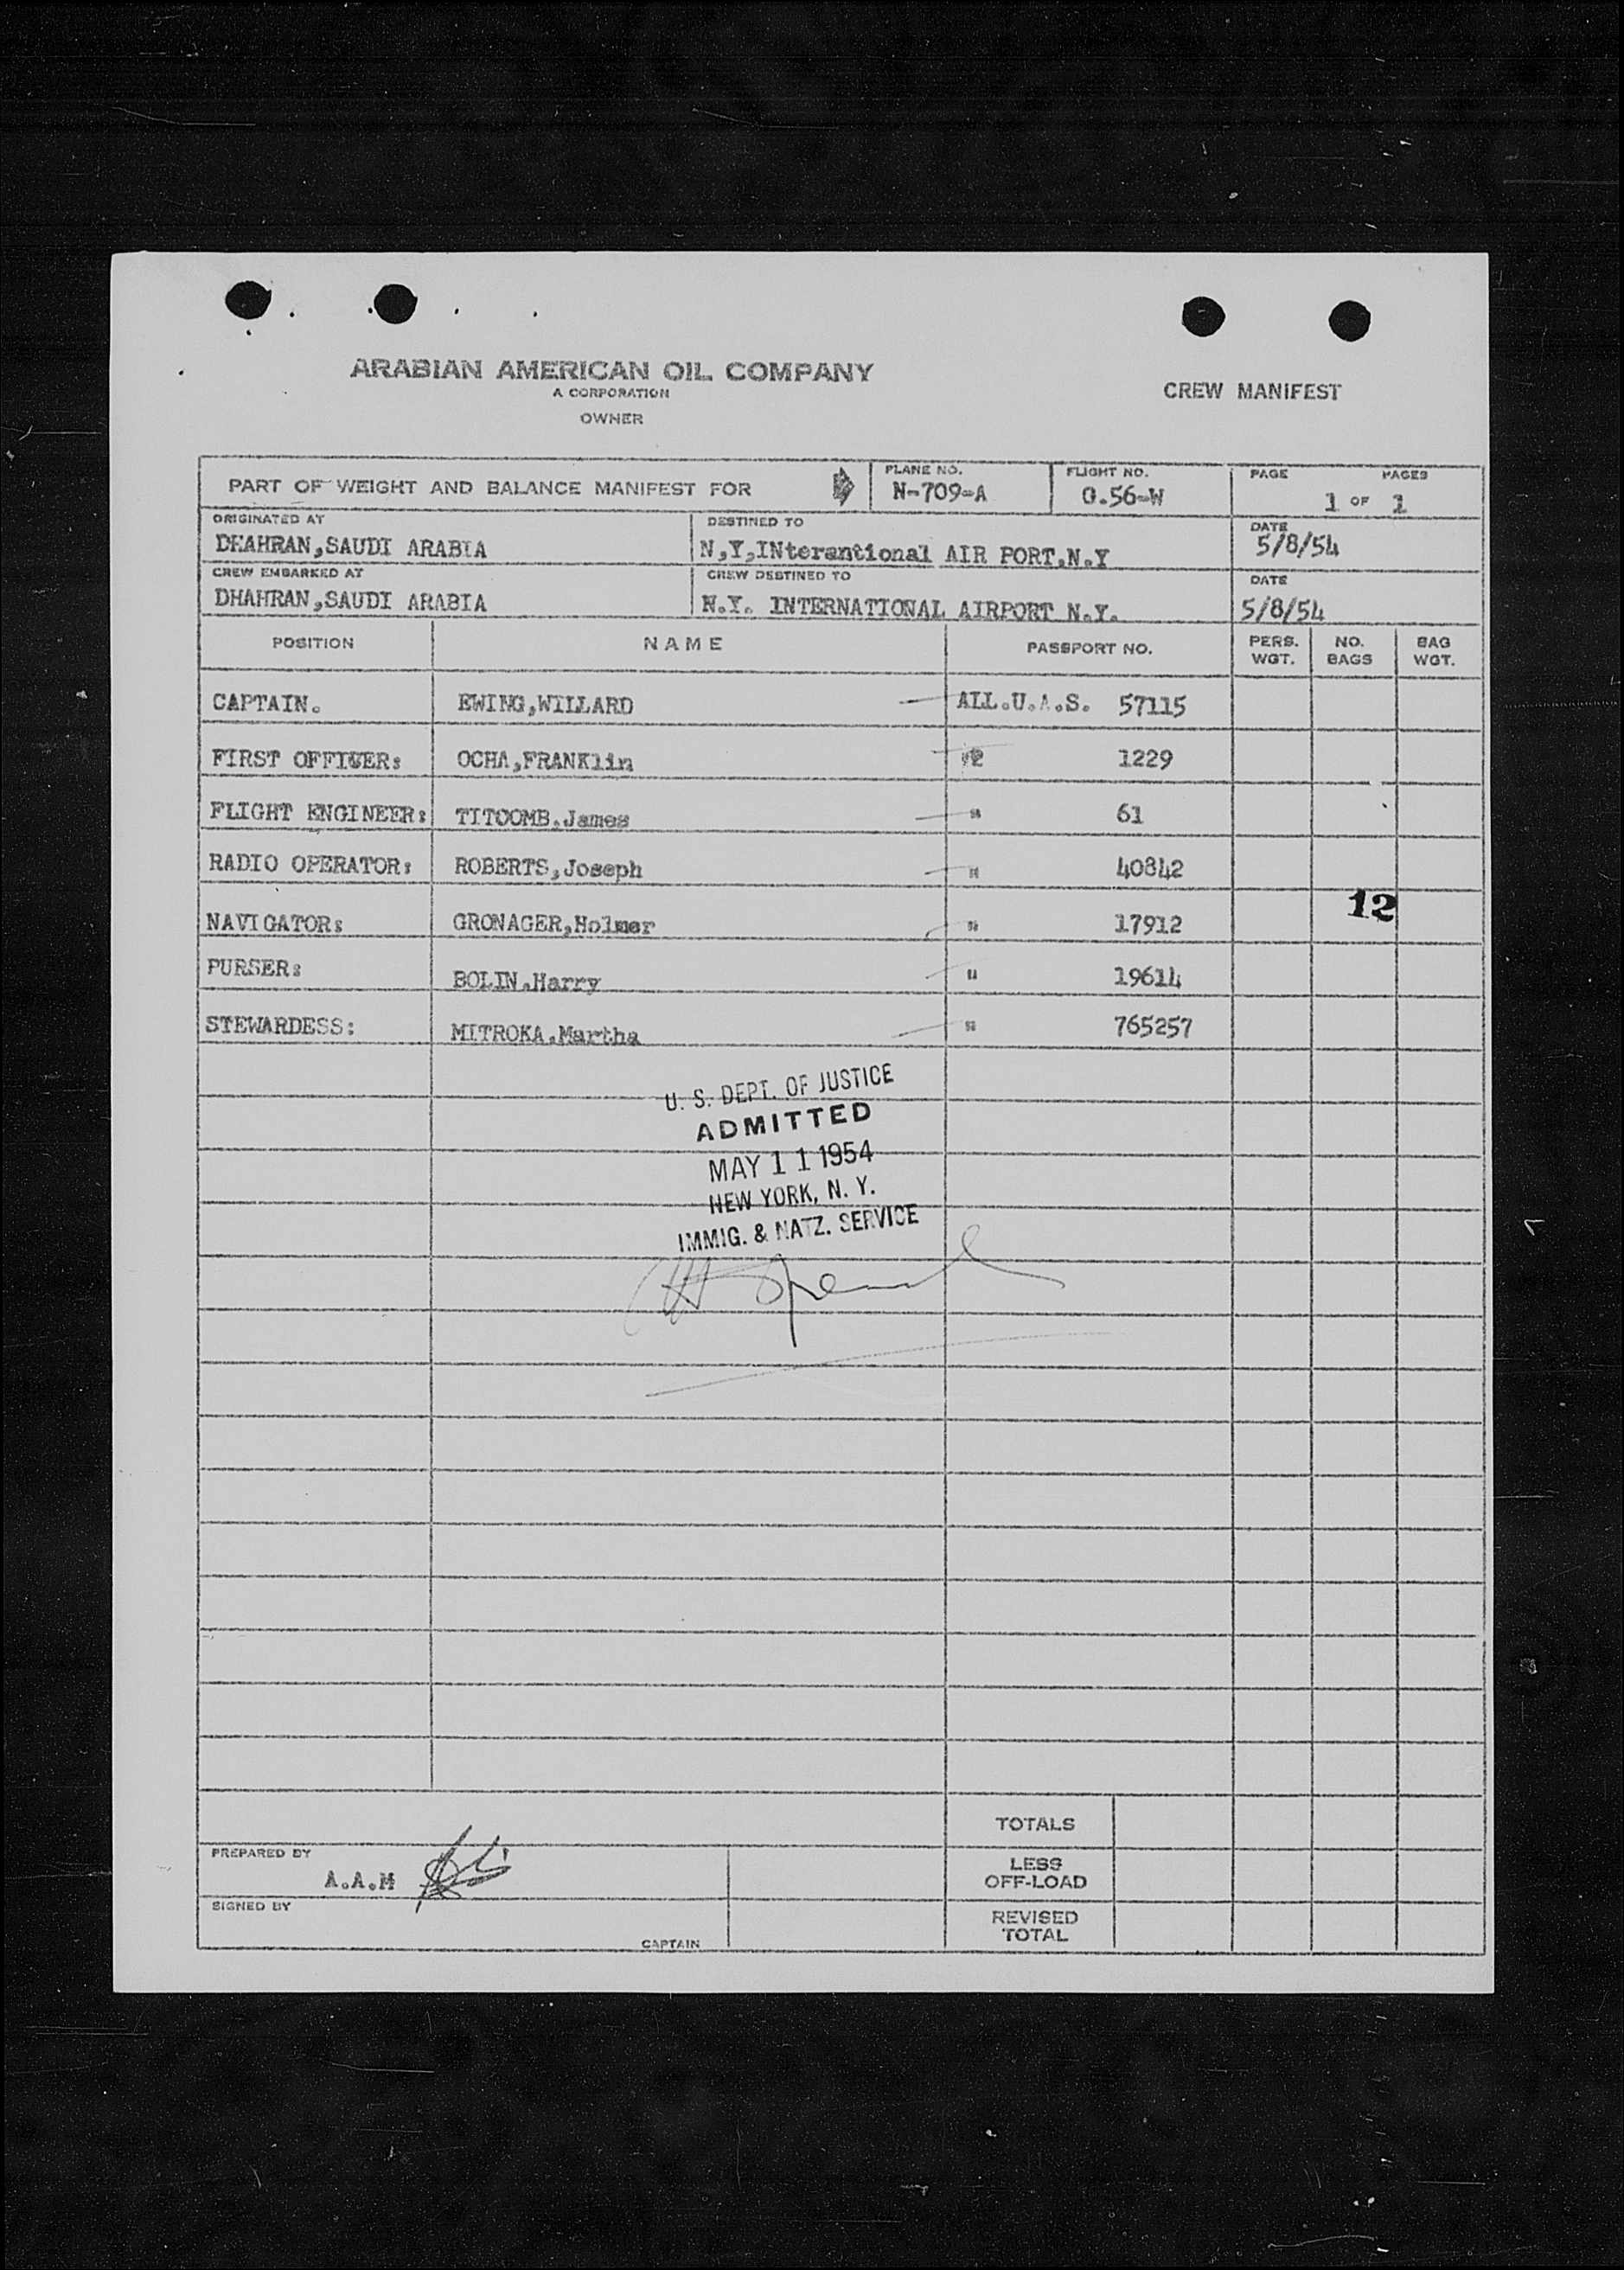 ARABIAN AMERICAN OIL COMPANY
A CORPORATION
OWNER
CREW MANIFEST
PART OF WEIGHT AND BALANCE MANIFEST FOR
PLANE NO.
N-709-A
FLIGHT NO.
0.56-W
PAGE PAGES
1 OF 1
ORIGINATED AT
DHAHRAN,SAUDI ARABIA
DESTINED TO
N,Y,INterantional AIR PORT.N.Y
DATE
5/8/54
CREW EMBARKED AT
DHAHRAN,SAUDI ARABIA
CREW DESTINED TO
N.Y. INTERNATIONAL AIRPORT N.Y.
DATE
5/8/54
POSITION NAME PASSPORT NO. PERS. WGT. NO. BAGS BAG WGT.
CAPTAIN. EWING,WILLARD ALL.U.A.S. 57115
FIRST OFFICER: OCHA,FRANKlin " 1229
FLIGHT ENGINEER: TITCOMB.James " 61
RADIO OPERATOR: ROBERTS,Joseph " 40842
12
NAVIGATOR: GRONAGER,Holmer " 17912
PURSER: BOLIN.Harry " 19614
STEWARDESS: MITROKA.Martha " 765257
U. S. DEPT. OF JUSTICE
ADMITTED
MAY 11 1954
NEW YORK, N. Y.
IMMIG. & NATZ. SERVICE
TOTALS
PREPARED BY
A.A.M
LESS
OFF-LOAD
SIGNED BY
CAPTAIN
REVISED
TOTAL